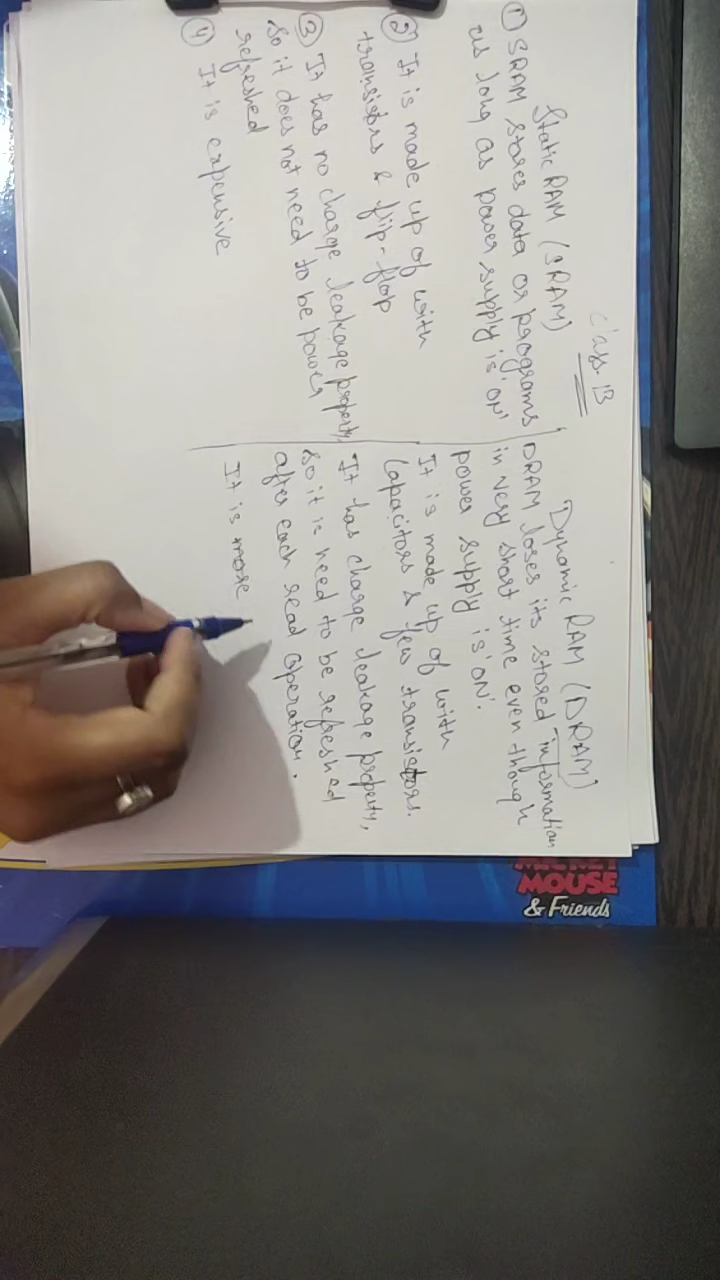 Class 13
Static RAM (SRAM)
① SRAM stores data or programs
as long as power supply is 'ON'
② It is made up of with
transistors & flip-flop
③ It has no charge leakage property,
so it does not need to be power
refreshed
④ It is expensive
Dynamic RAM (DRAM)
DRAM loses its stored information
in very short time even though
power supply is 'ON'.
It is made up of with
Capacitors & few transistors.
It has charge leakage property,
so it is need to be refreshed
after each read operation.
It is more
MICKEY
MOUSE
& Friends